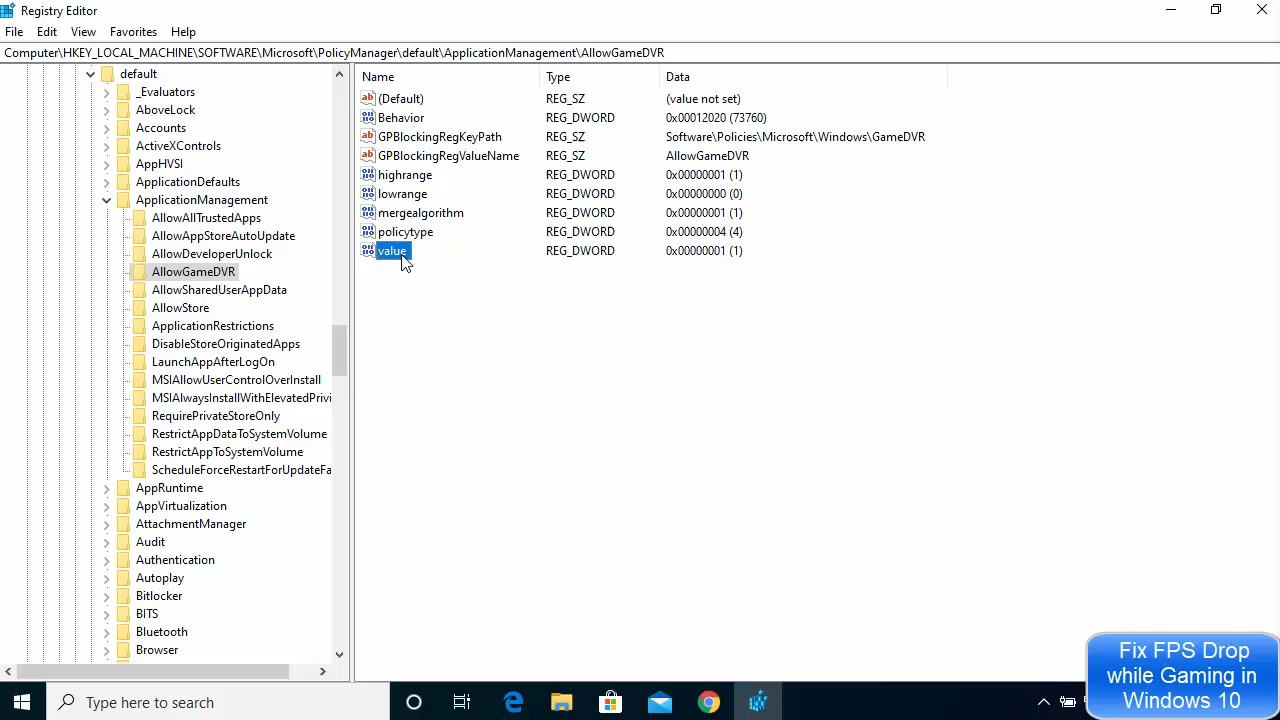 Registry Editor
File Edit View Favorites Help
Computer\HKEY_LOCAL_MACHINE\SOFTWARE\Microsoft\PolicyManager\default\ApplicationManagement\AllowGameDVR
default
_Evaluators
AboveLock
Accounts
ActiveXControls
AppHVSI
ApplicationDefaults
ApplicationManagement
AllowAllTrustedApps
AllowAppStoreAutoUpdate
AllowDeveloperUnlock
AllowGameDVR
AllowSharedUserAppData
AllowStore
ApplicationRestrictions
DisableStoreOriginatedApps
LaunchAppAfterLogOn
MSIAllowUserControlOverInstall
MSIAlwaysInstallWithElevatedPrivi
RequirePrivateStoreOnly
RestrictAppDataToSystemVolume
RestrictAppToSystemVolume
ScheduleForceRestartForUpdateFa
AppRuntime
AppVirtualization
AttachmentManager
Audit
Authentication
Autoplay
Bitlocker
BITS
Bluetooth
Browser
Name Type Data
(Default) REG_SZ (value not set)
Behavior REG_DWORD 0x00012020 (73760)
GPBlockingRegKeyPath REG_SZ Software\Policies\Microsoft\Windows\GameDVR
GPBlockingRegValueName REG_SZ AllowGameDVR
highrange REG_DWORD 0x00000001 (1)
lowrange REG_DWORD 0x00000000 (0)
mergealgorithm REG_DWORD 0x00000001 (1)
policytype REG_DWORD 0x00000004 (4)
value REG_DWORD 0x00000001 (1)
Fix FPS Drop
while Gaming in
Windows 10
Type here to search